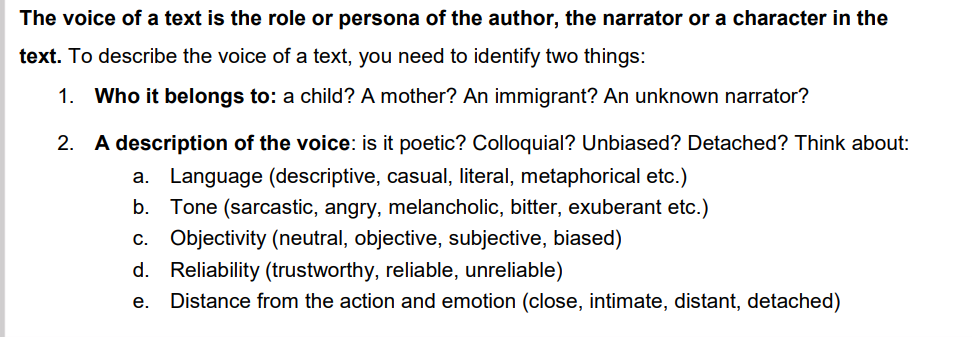 The voice of a text is the role or persona of the author, the narrator or a character in the
text. To describe the voice of a text, you need to identify two things:
1. Who it belongs to: a child? A mother? An immigrant? An unknown narrator?
2. A description of the voice: is it poetic? Colloquial? Unbiased? Detached? Think about:
a. Language (descriptive, casual, literal, metaphorical etc.)
b. Tone (sarcastic, angry, melancholic, bitter, exuberant etc.)
c. Objectivity (neutral, objective, subjective, biased)
d. Reliability (trustworthy, reliable, unreliable)
e. Distance from the action and emotion (close, intimate, distant, detached)